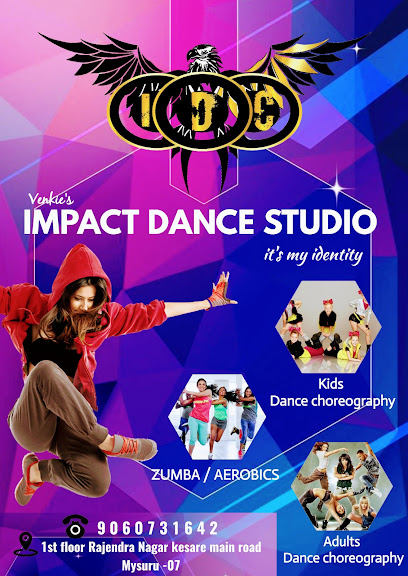 IDC
Venkie's
IMPACT DANCE STUDIO
it's my identity
Kids
Dance choreography
ZUMBA / AEROBICS
Adults
Dance choreography
9060731642
1st floor Rajendra Nagar kesare main road
Mysuru -07